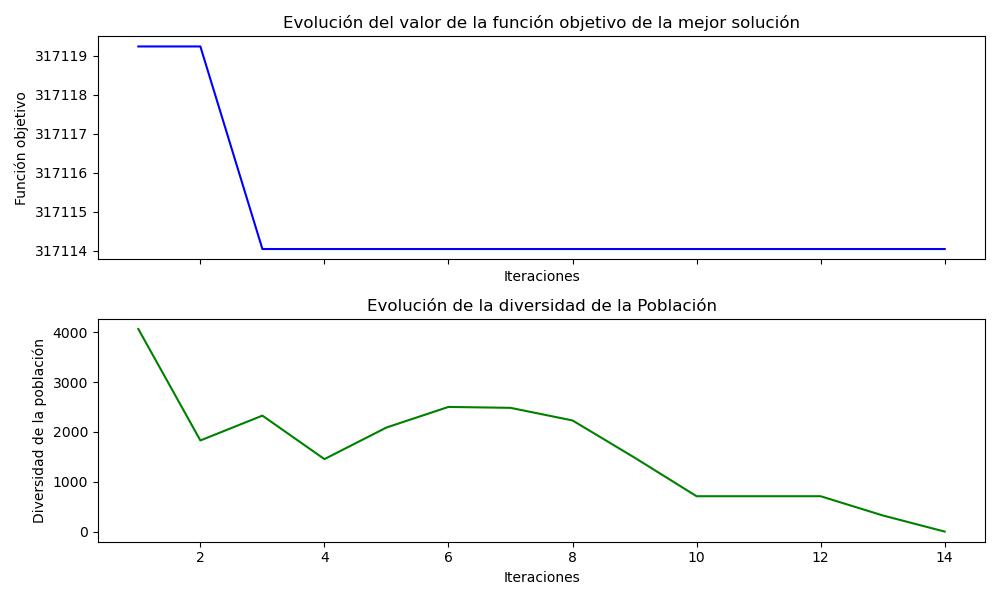 Evolución del valor de la función objetivo de la mejor solución
Función objetivo
317119
317118
317117
317116
317115
317114
Iteraciones
Evolución de la diversidad de la Población
Diversidad de la población
4000
3000
2000
1000
0
2 4 6 8 10 12 14
Iteraciones